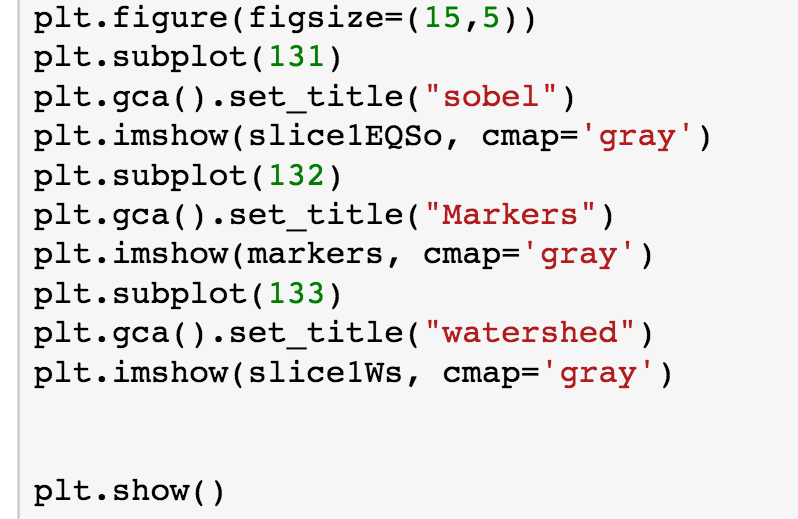 plt.figure(figsize=(15,5))
plt.subplot(131)
plt.gca().set_title("sobel")
plt.imshow(slice1EQSo, cmap='gray')
plt.subplot(132)
plt.gca().set_title("Markers")
plt.imshow(markers, cmap='gray')
plt.subplot(133)
plt.gca().set_title("watershed")
plt.imshow(slice1Ws, cmap='gray')
plt.show()